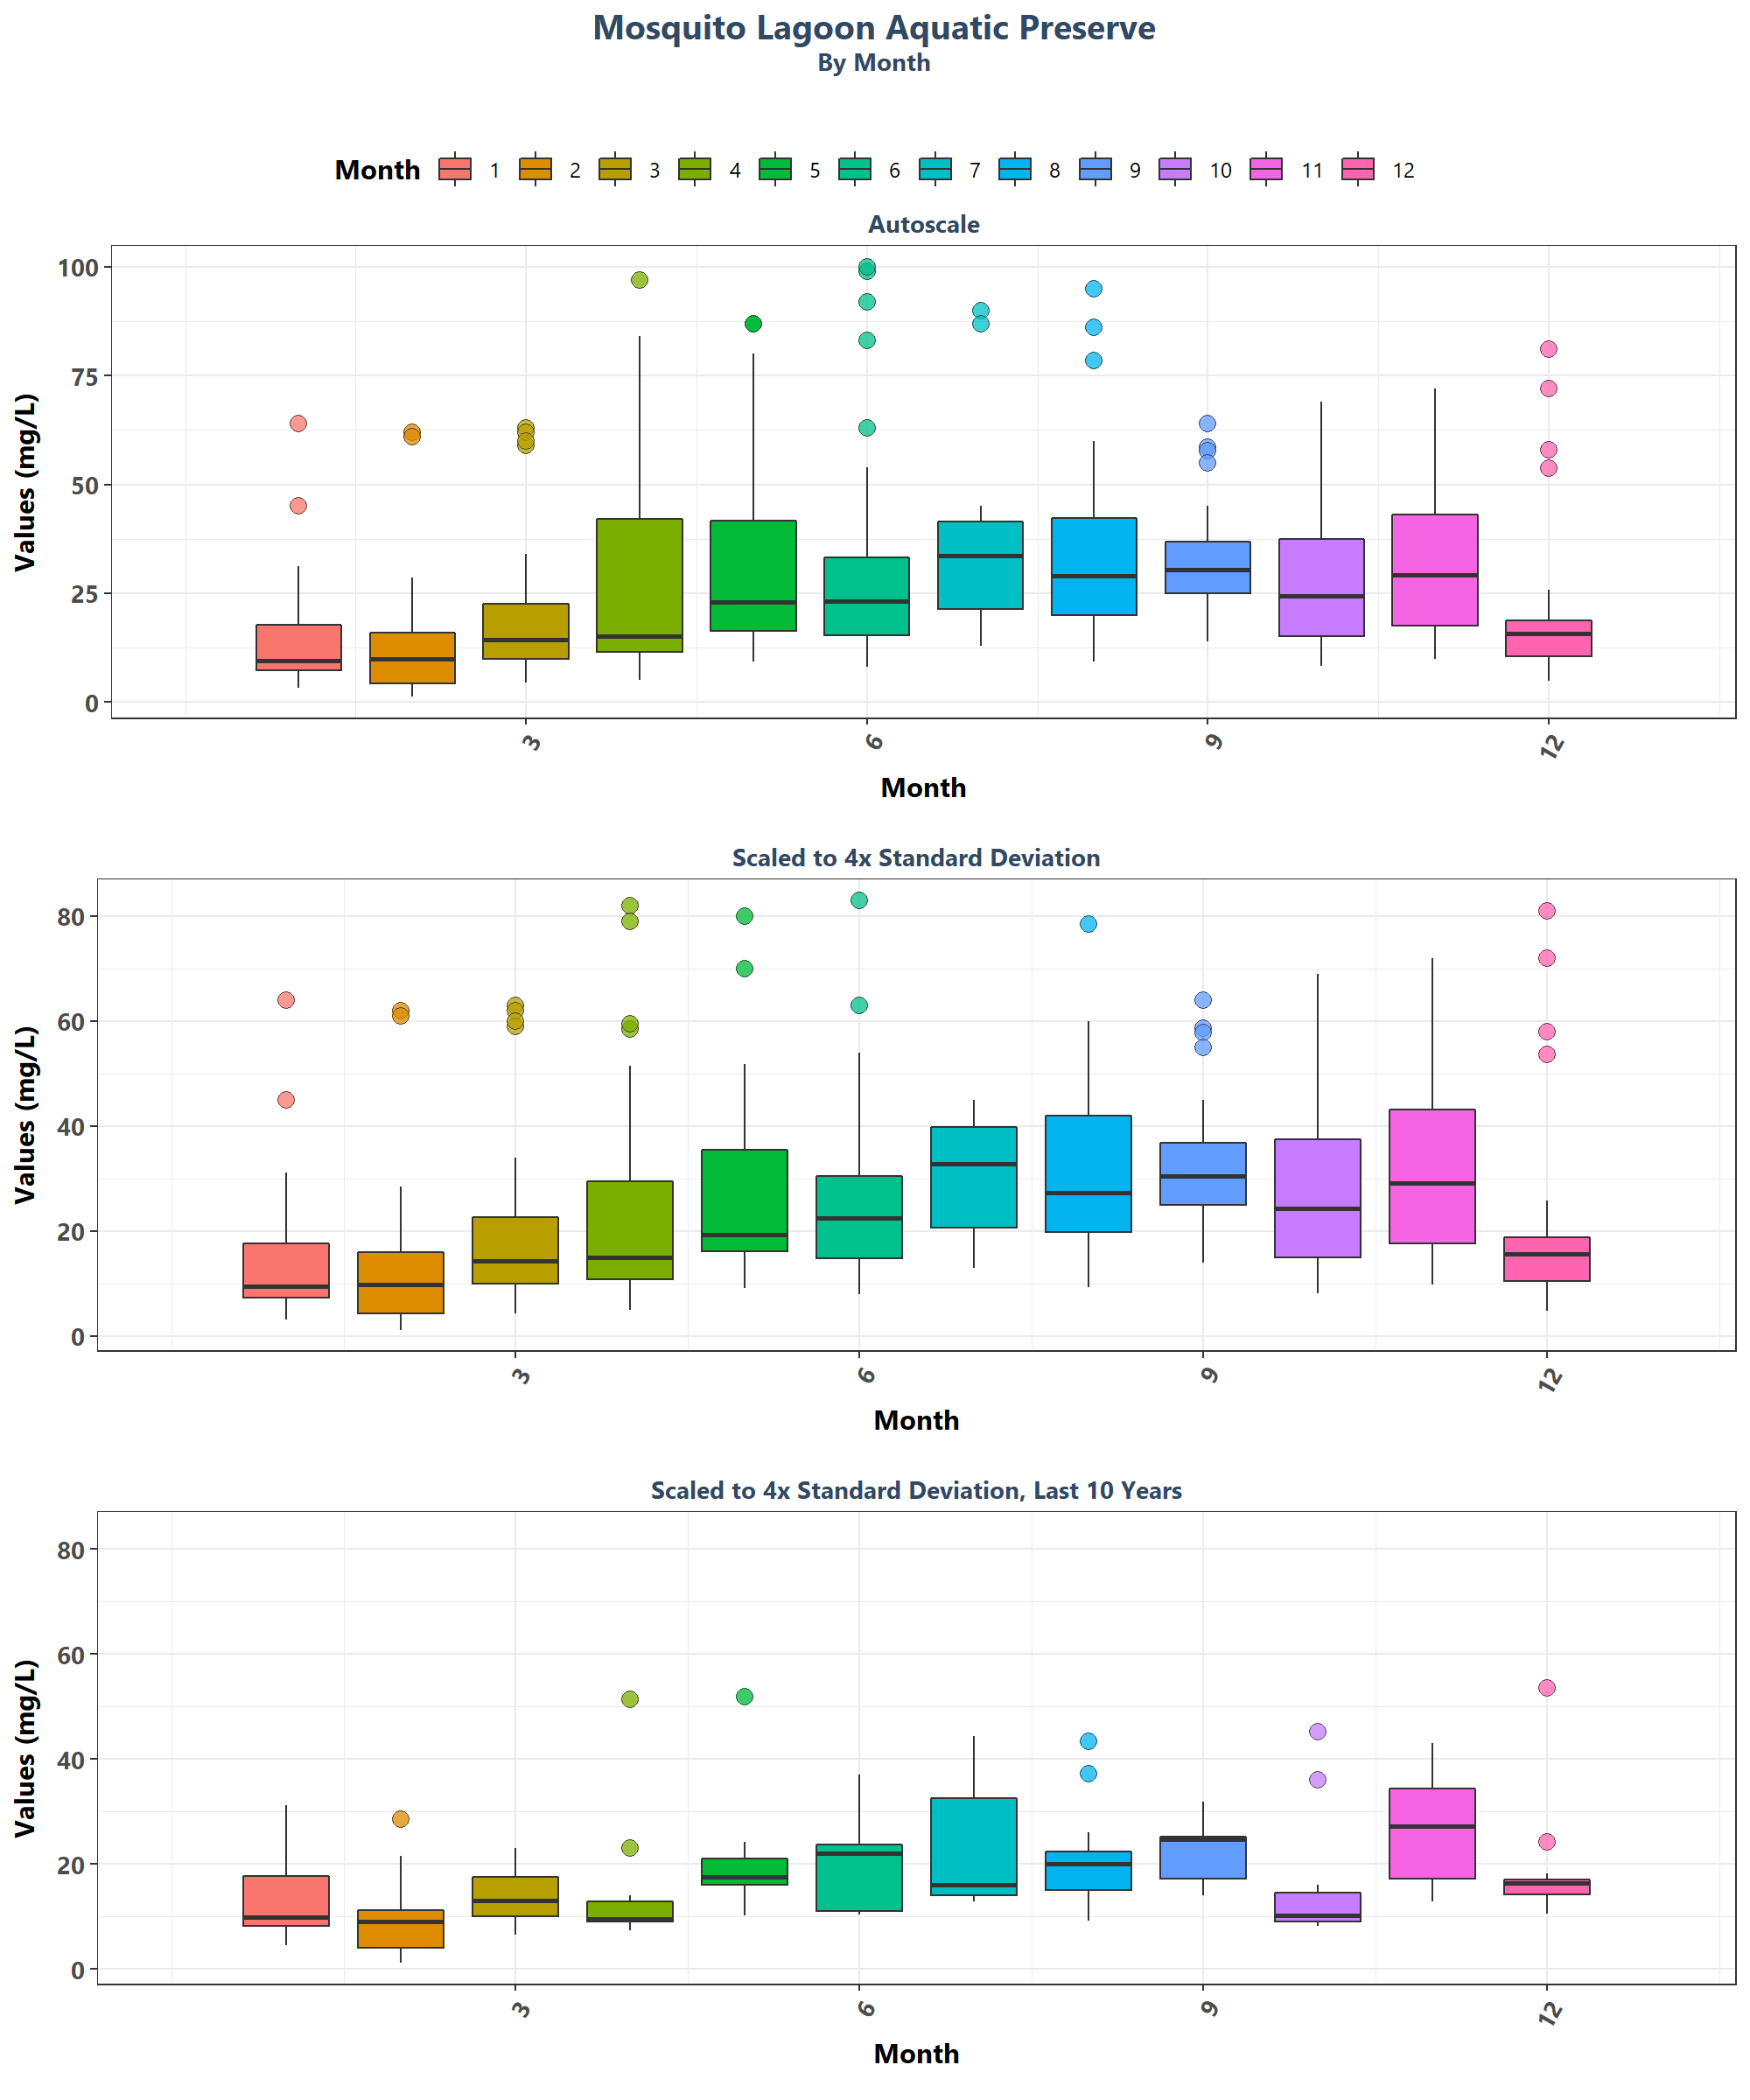 Mosquito Lagoon Aquatic Preserve
By Month
Month 1 2 3 4 5 6 7 8 9 10 11 12
Autoscale
Values (mg/L)
100
75
50
25
0
3 6 9 12
Month
Scaled to 4x Standard Deviation
Values (mg/L)
80
60
40
20
0
3 6 9 12
Month
Scaled to 4x Standard Deviation, Last 10 Years
Values (mg/L)
80
60
40
20
0
3 6 9 12
Month